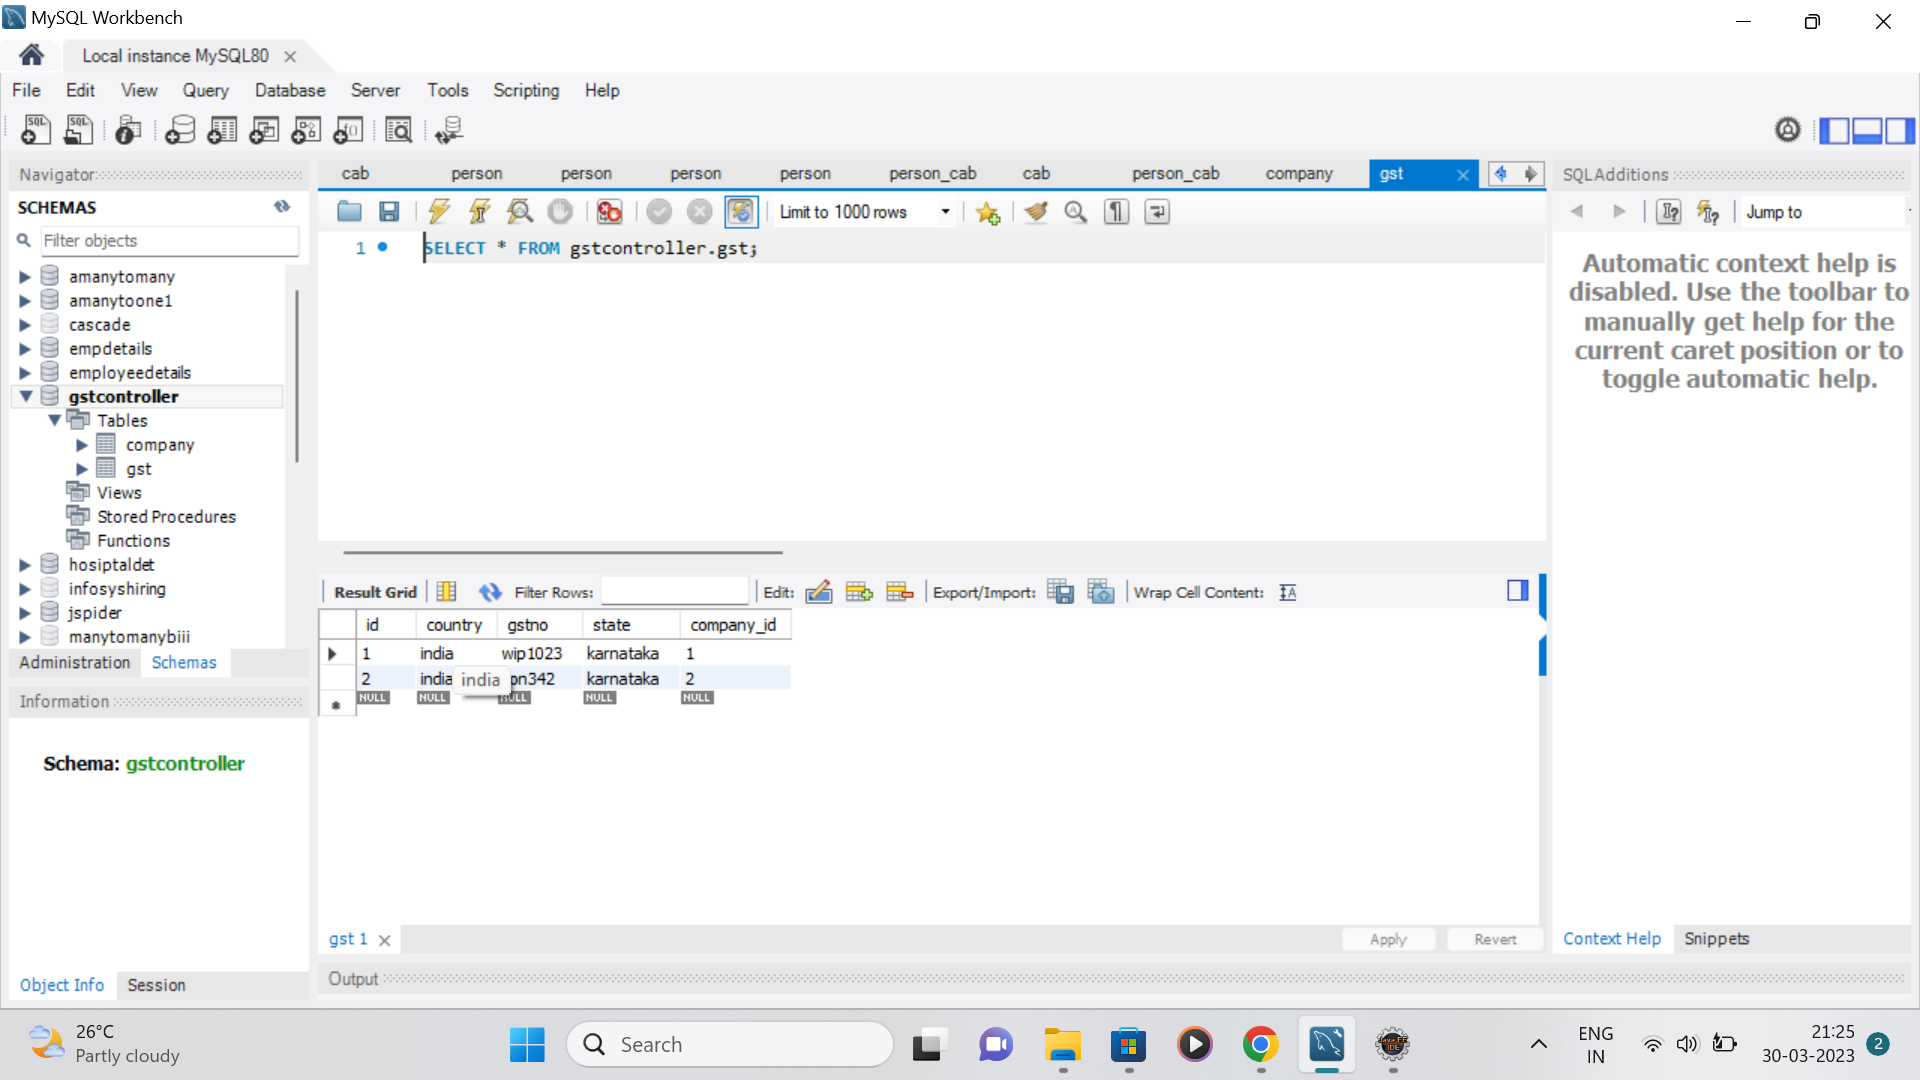 MySQL Workbench
Local instance MySQL80
File Edit View Query Database Server Tools Scripting Help
Navigator
SCHEMAS
Filter objects
amanytomany
amanytoone1
cascade
empdetails
employeedetails
gstcontroller
Tables
company
gst
Views
Stored Procedures
Functions
hosiptaldet
infosyshiring
jspider
manytomanybiii
Administration Schemas
Information
Schema: gstcontroller
Object Info Session
cab person person person person person_cab cab person_cab company gst
Limit to 1000 rows
1 SELECT * FROM gstcontroller.gst;
Result Grid Filter Rows: Edit: Export/Import: Wrap Cell Content:
id country gstno state company_id
1 india wip1023 karnataka 1
2 india pn342 karnataka 2
india
NULL NULL NULL NULL NULL
gst 1 Apply Revert
Output
SQLAdditions
Jump to
Automatic context help is
disabled. Use the toolbar to
manually get help for the
current caret position or to
toggle automatic help.
Context Help Snippets
26°C
Partly cloudy
Search
ENG
IN
21:25
30-03-2023
2